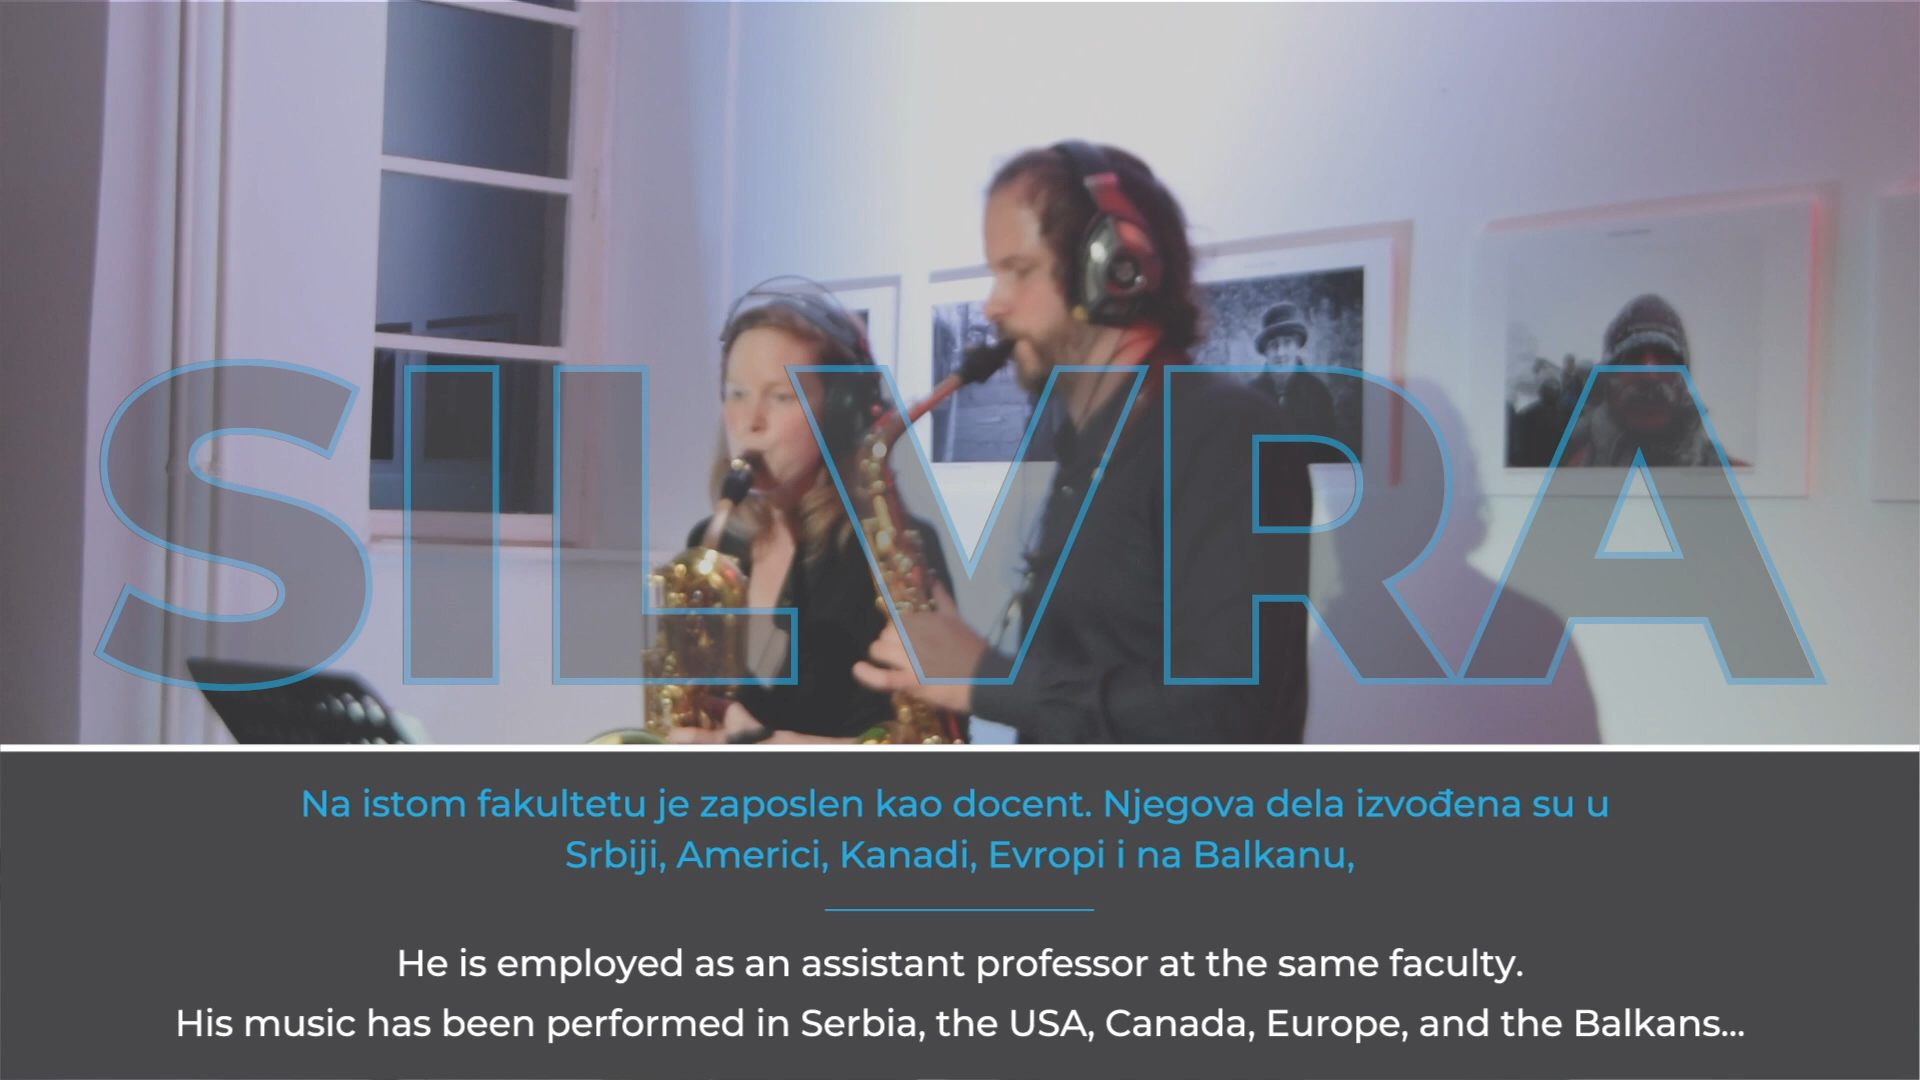 SILVRA
Na istom fakultetu je zaposlen kao docent. Njegova dela izvođena su u
Srbiji, Americi, Kanadi, Evropi i na Balkanu,
He is employed as an assistant professor at the same faculty.
His music has been performed in Serbia, the USA, Canada, Europe, and the Balkans...